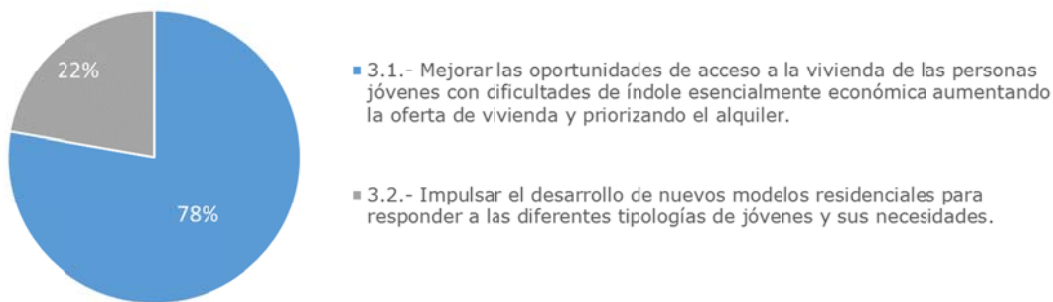 22%
78%
3.1.- Mejorar las oportunidades de acceso a la vivienda de las personas
jóvenes con dificultades de índole esencialmente económica aumentando
la oferta de vivienda y priorizando el alquiler.
3.2.- Impulsar el desarrollo de nuevos modelos residenciales para
responder a las diferentes tipologías de jóvenes y sus necesidades.